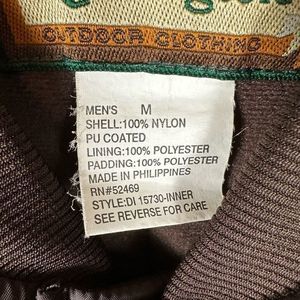 OUTDOOR CLOTHING
MEN'S M
SHELL:100% NYLON
PU COATED
LINING:100% POLYESTER
PADDING:100% POLYESTER
MADE IN PHILIPPINES
RN#52469
STYLE:DI 15730-INNER
SEE REVERSE FOR CARE